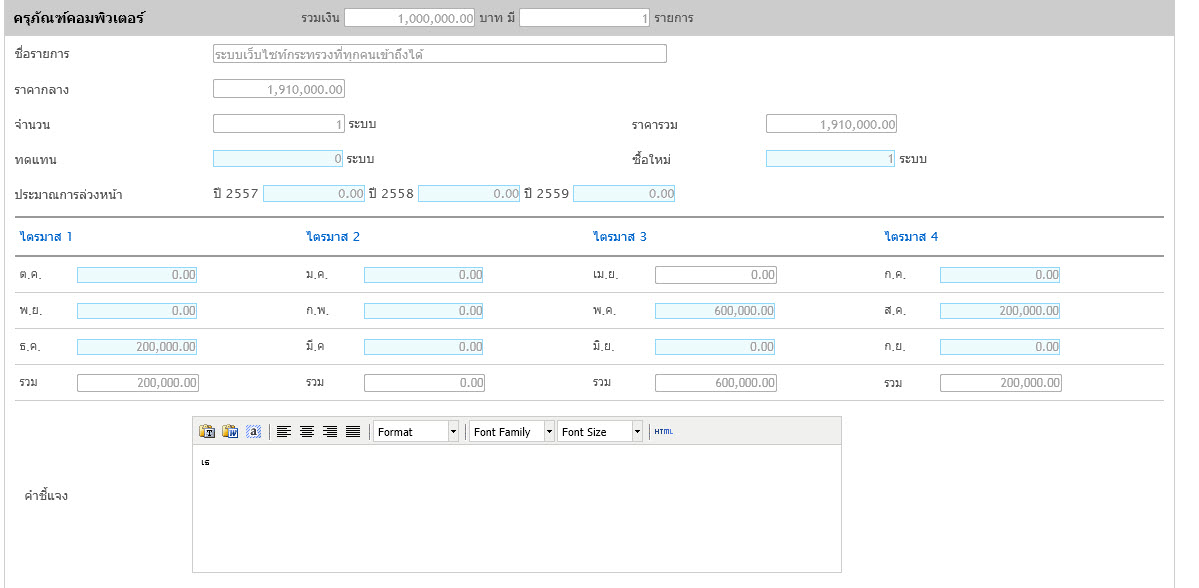 ครุภัณฑ์คอมพิวเตอร์ รวมเงิน 1,000,000.00 บาท มี 1 รายการ
ชื่อรายการ ระบบเว็บไซท์กระทรวงที่ทุกคนเข้าถึงได้
ราคากลาง 1,910,000.00
จำนวน 1 ระบบ ราคารวม 1,910,000.00
ทดแทน 0 ระบบ ซื้อใหม่ 1 ระบบ
ประมาณการล่วงหน้า ปี 2557 0.00 ปี 2558 0.00 ปี 2559 0.00
ไตรมาส 1 ไตรมาส 2 ไตรมาส 3 ไตรมาส 4
ต.ค. 0.00 ม.ค. 0.00 เม.ย. 0.00 ก.ค. 0.00
พ.ย. 0.00 ก.พ. 0.00 พ.ค. 600,000.00 ส.ค. 200,000.00
ธ.ค. 200,000.00 มี.ค 0.00 มิ.ย. 0.00 ก.ย. 0.00
รวม 200,000.00 รวม 0.00 รวม 600,000.00 รวม 200,000.00
Format Font Family Font Size HTML
คำชี้แจง